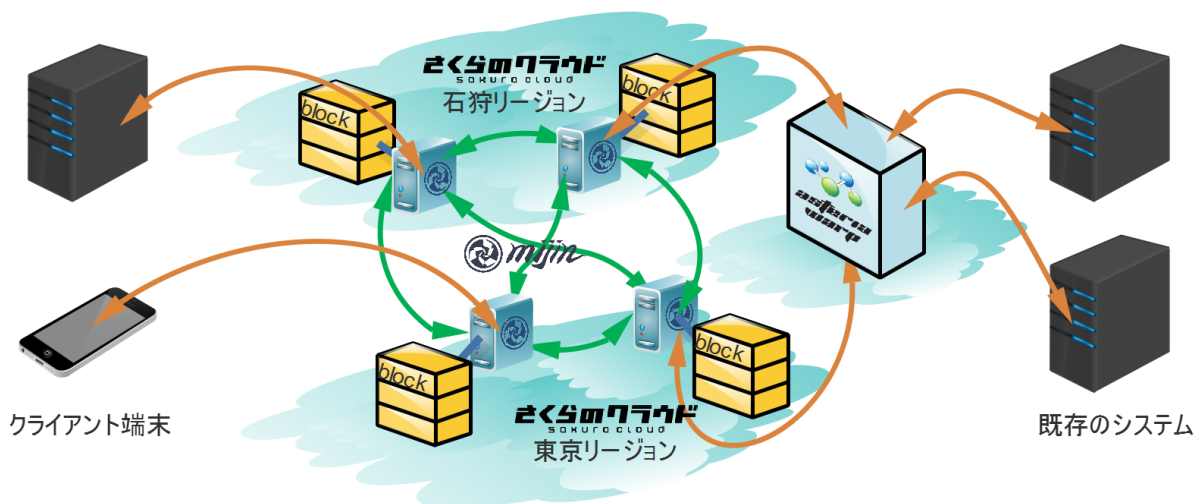 さくらのクラウド
sakura cloud
石狩リージョン
block
block
asteria
warp
mijin
block
block
さくらのクラウド
sakura cloud
東京リージョン
クライアント端末
既存のシステム